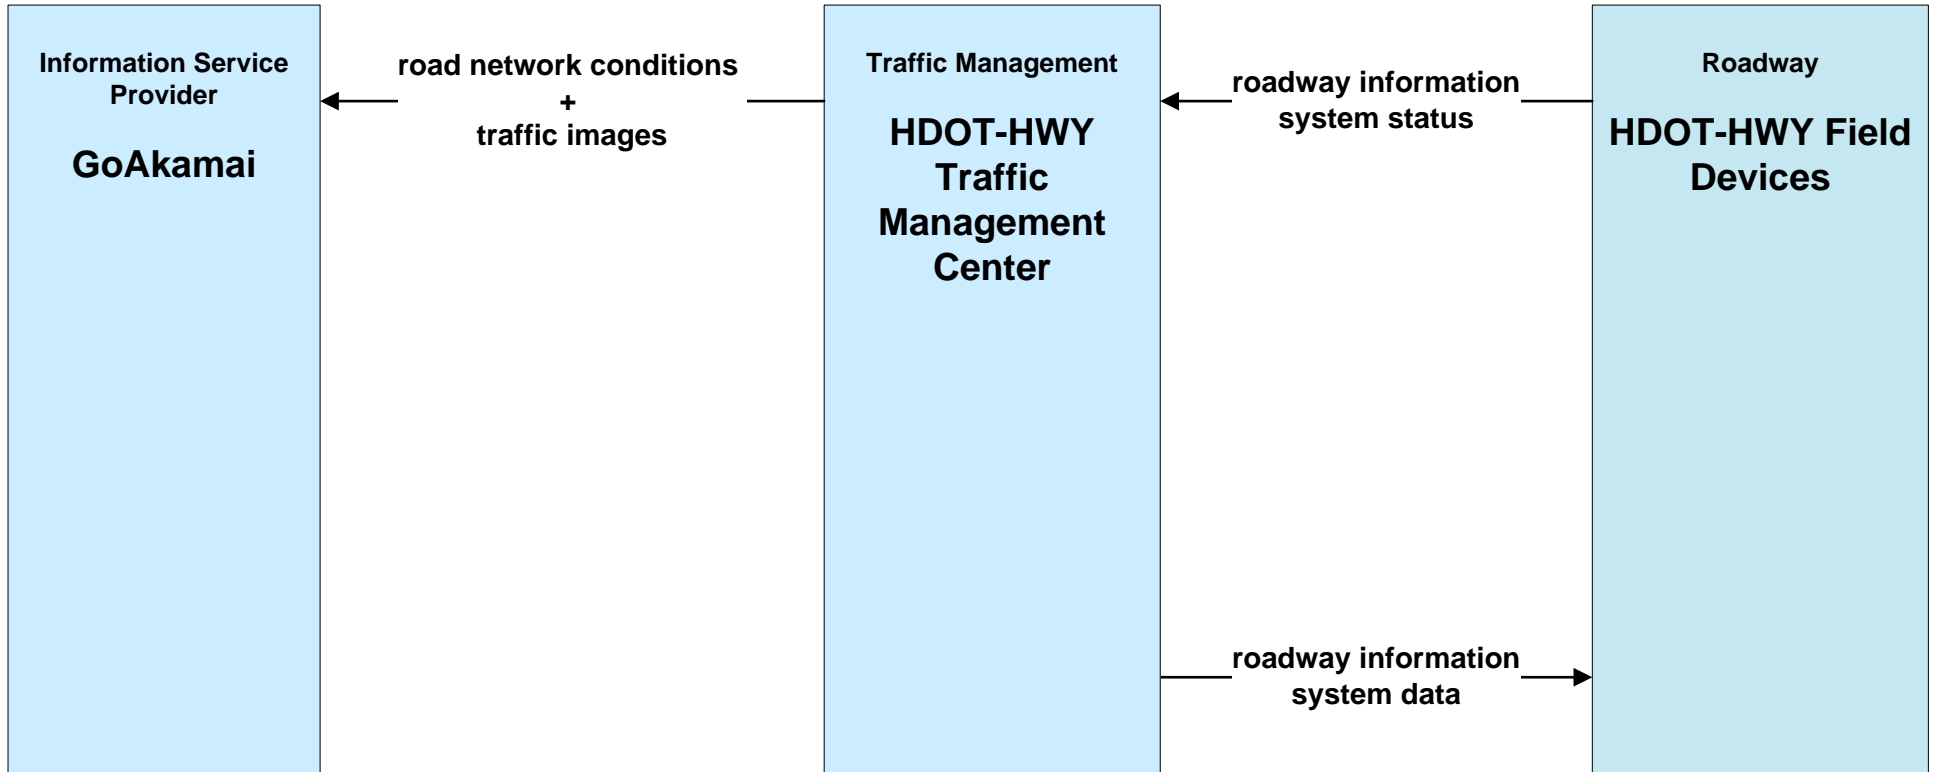 Information Service
Provider
GoAkamai
road network conditions
+
traffic images
Traffic Management
HDOT-HWY
Traffic
Management
Center
roadway information
system status
Roadway
HDOT-HWY Field
Devices
roadway information
system data